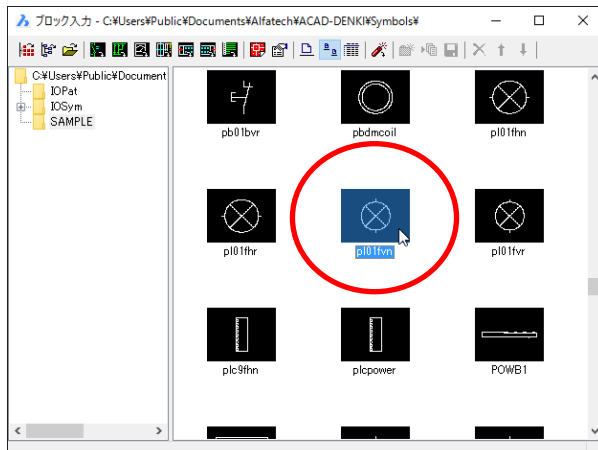 ブロック入力 - C:¥Users¥Public¥Documents¥Alfatech¥ACAD-DENKI¥Symbols¥
C:¥Users¥Public¥Document
IOPat
IOSym
SAMPLE
pb01bvr
pbdmcoil
pl01fhn
pl01fhr
pl01fvn
pl01fvr
plc9fhn
plcpower
POWB1